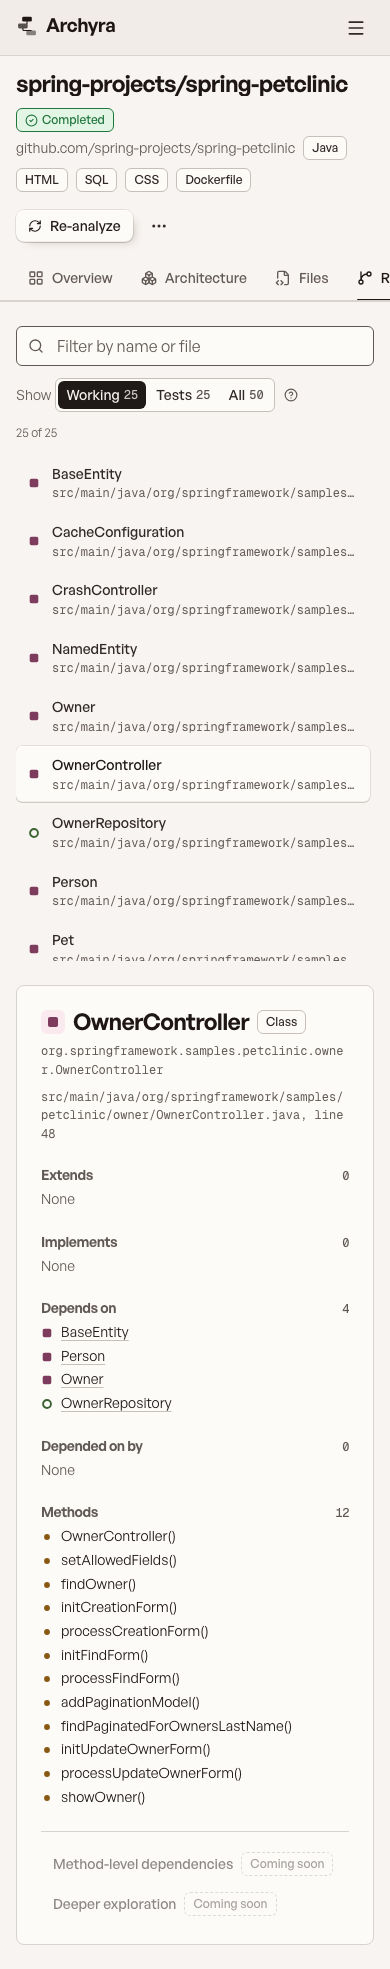 Archyra
spring-projects/spring-petclinic
Completed
github.com/spring-projects/spring-petclinic Java
HTML SQL CSS Dockerfile
Re-analyze ···
Overview Architecture Files R
Filter by name or file
Show Working 25 Tests 25 All 50
25 of 25
BaseEntity
src/main/java/org/springframework/samples…
CacheConfiguration
src/main/java/org/springframework/samples…
CrashController
src/main/java/org/springframework/samples…
NamedEntity
src/main/java/org/springframework/samples…
Owner
src/main/java/org/springframework/samples…
OwnerController
src/main/java/org/springframework/samples…
OwnerRepository
src/main/java/org/springframework/samples…
Person
src/main/java/org/springframework/samples…
Pet
src/main/java/org/springframework/samples…
OwnerController Class
org.springframework.samples.petclinic.owne
r.OwnerController
src/main/java/org/springframework/samples/
petclinic/owner/OwnerController.java, line
48
Extends 0
None
Implements 0
None
Depends on 4
BaseEntity
Person
Owner
OwnerRepository
Depended on by 0
None
Methods 12
OwnerController()
setAllowedFields()
findOwner()
initCreationForm()
processCreationForm()
initFindForm()
processFindForm()
addPaginationModel()
findPaginatedForOwnersLastName()
initUpdateOwnerForm()
processUpdateOwnerForm()
showOwner()
Method-level dependencies Coming soon
Deeper exploration Coming soon